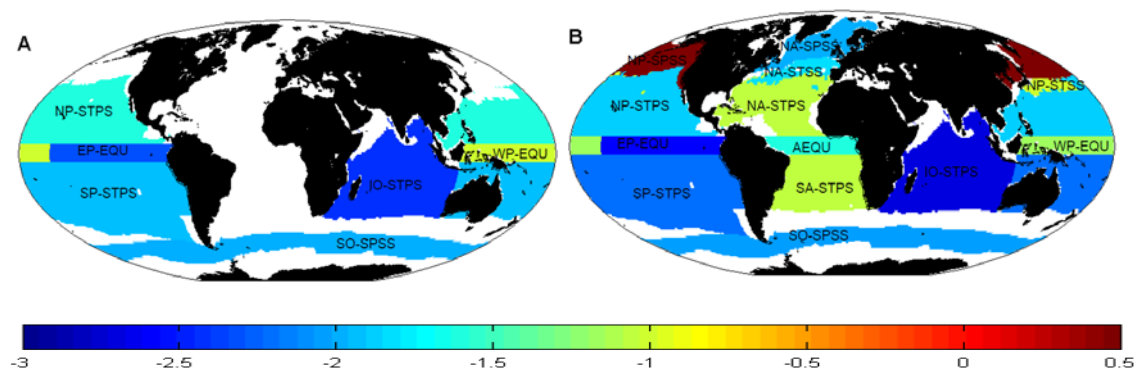 A
NP-STPS
EP-EQU
WP-EQU
SP-STPS
IO-STPS
SO-SPSS
B
NP-SPSS
NA-SPSS
NA-STSS
NP-STSS
NP-STPS
NA-STPS
EP-EQU
AEQU
WP-EQU
SP-STPS
SA-STPS
IO-STPS
SO-SPSS
-3 -2.5 -2 -1.5 -1 -0.5 0 0.5